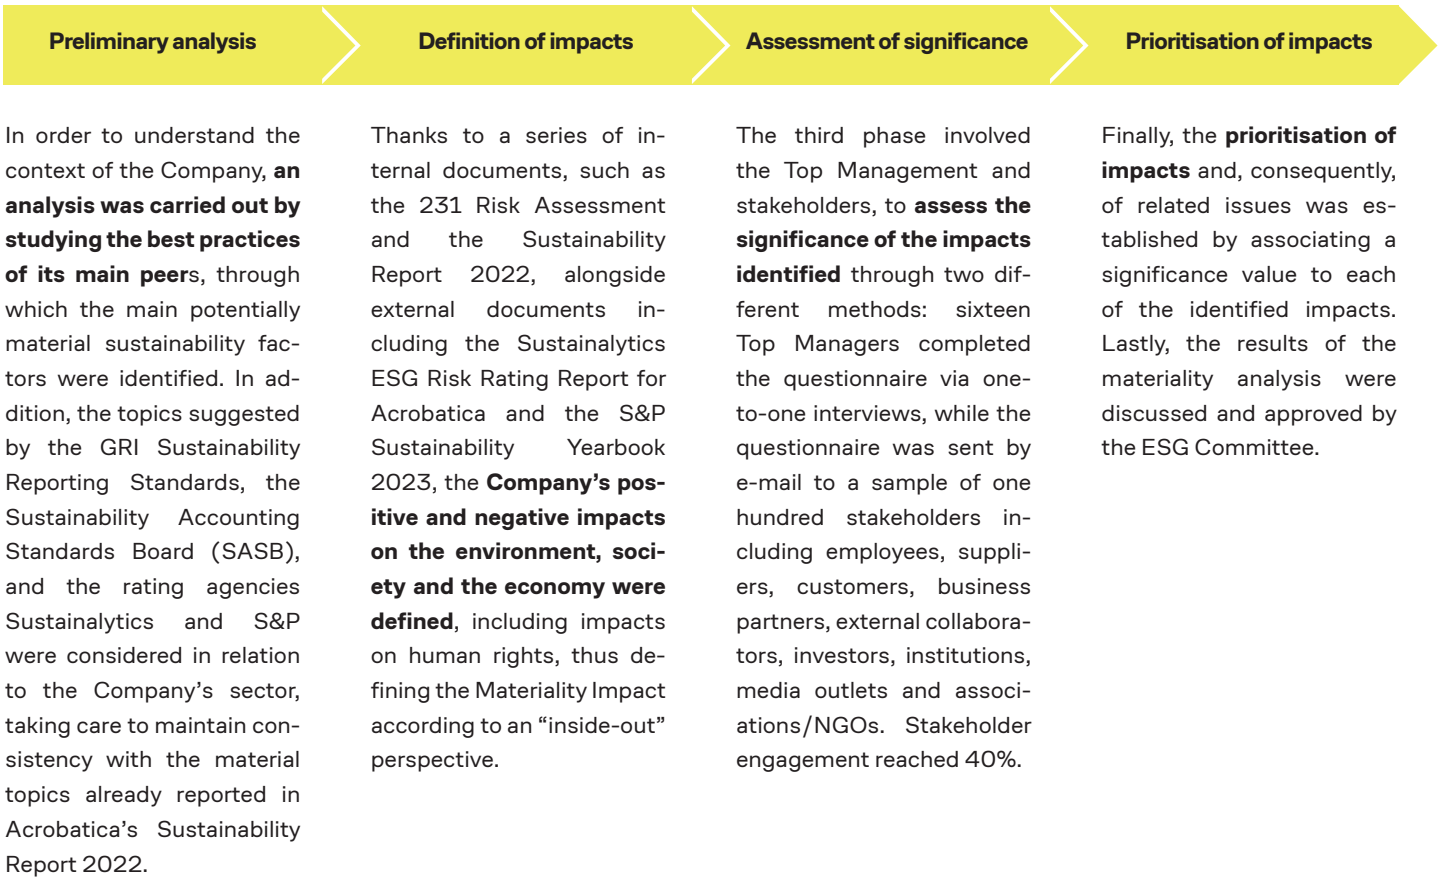 Preliminary analysis
Definition of impacts
Assessment of significance
Prioritisation of impacts
In order to understand the
context of the Company, an
analysis was carried out by
studying the best practices
of its main peers, through
which the main potentially
material sustainability fac-
tors were identified. In ad-
dition, the topics suggested
by the GRI Sustainability
Reporting Standards, the
Sustainability Accounting
Standards Board (SASB),
and the rating agencies
Sustainalytics and S&P
were considered in relation
to the Company’s sector,
taking care to maintain con-
sistency with the material
topics already reported in
Acrobatica’s Sustainability
Report 2022.
Thanks to a series of in-
ternal documents, such as
the 231 Risk Assessment
and the Sustainability
Report 2022, alongside
external documents in-
cluding the Sustainalytics
ESG Risk Rating Report for
Acrobatica and the S&P
Sustainability Yearbook
2023, the Company’s pos-
itive and negative impacts
on the environment, soci-
ety and the economy were
defined, including impacts
on human rights, thus de-
fining the Materiality Impact
according to an “inside-out”
perspective.
The third phase involved
the Top Management and
stakeholders, to assess the
significance of the impacts
identified through two dif-
ferent methods: sixteen
Top Managers completed
the questionnaire via one-
to-one interviews, while the
questionnaire was sent by
e-mail to a sample of one
hundred stakeholders in-
cluding employees, suppli-
ers, customers, business
partners, external collabora-
tors, investors, institutions,
media outlets and associ-
ations/NGOs. Stakeholder
engagement reached 40%.
Finally, the prioritisation of
impacts and, consequently,
of related issues was es-
tablished by associating a
significance value to each
of the identified impacts.
Lastly, the results of the
materiality analysis were
discussed and approved by
the ESG Committee.